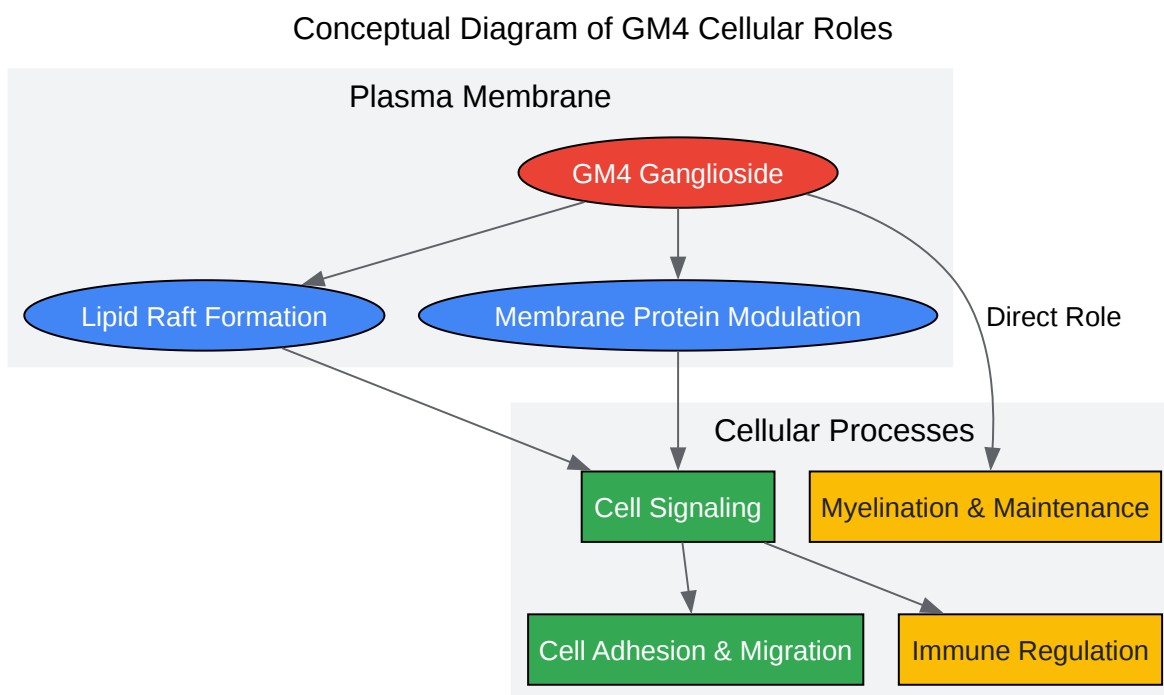 Conceptual Diagram of GM4 Cellular Roles
Plasma Membrane
GM4 Ganglioside
Lipid Raft Formation
Membrane Protein Modulation
Direct Role
Cellular Processes
Cell Signaling
Myelination & Maintenance
Cell Adhesion & Migration
Immune Regulation